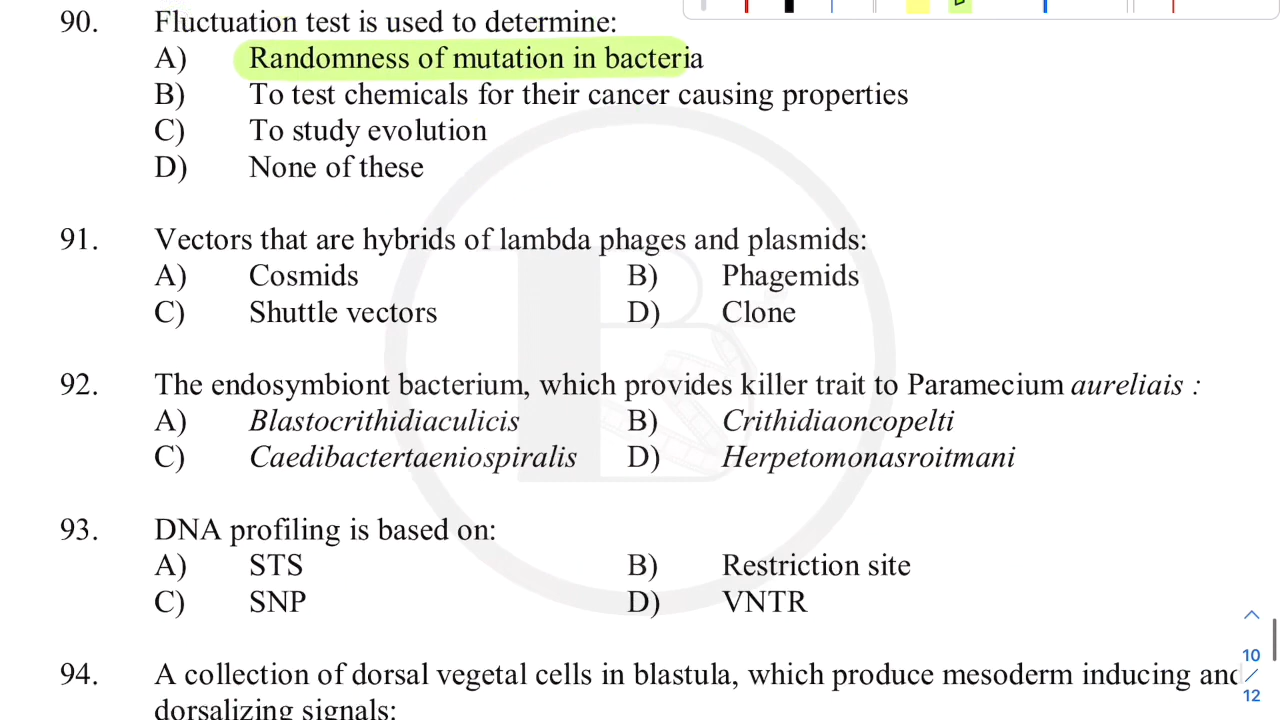 90. Fluctuation test is used to determine:
A) Randomness of mutation in bacteria
B) To test chemicals for their cancer causing properties
C) To study evolution
D) None of these
91. Vectors that are hybrids of lambda phages and plasmids:
A) Cosmids B) Phagemids
C) Shuttle vectors D) Clone
92. The endosymbiont bacterium, which provides killer trait to Paramecium aureliais :
A) Blastocrithidiaculicis B) Crithidiaoncopelti
C) Caedibactertaeniospiralis D) Herpetomonasroitmani
93. DNA profiling is based on:
A) STS B) Restriction site
C) SNP D) VNTR
94. A collection of dorsal vegetal cells in blastula, which produce mesoderm inducing and
dorsalizing signals:
10
/
12